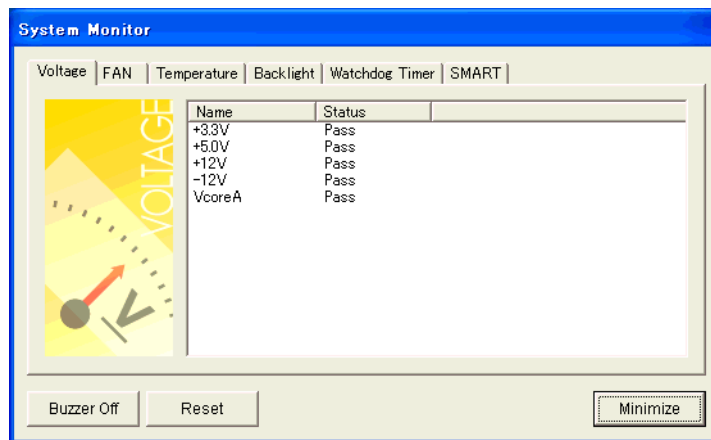 System Monitor
Voltage FAN Temperature Backlight Watchdog Timer SMART
VOLTAGE
V
Name Status
+3.3V Pass
+5.0V Pass
+12V Pass
-12V Pass
VcoreA Pass
Buzzer Off Reset Minimize